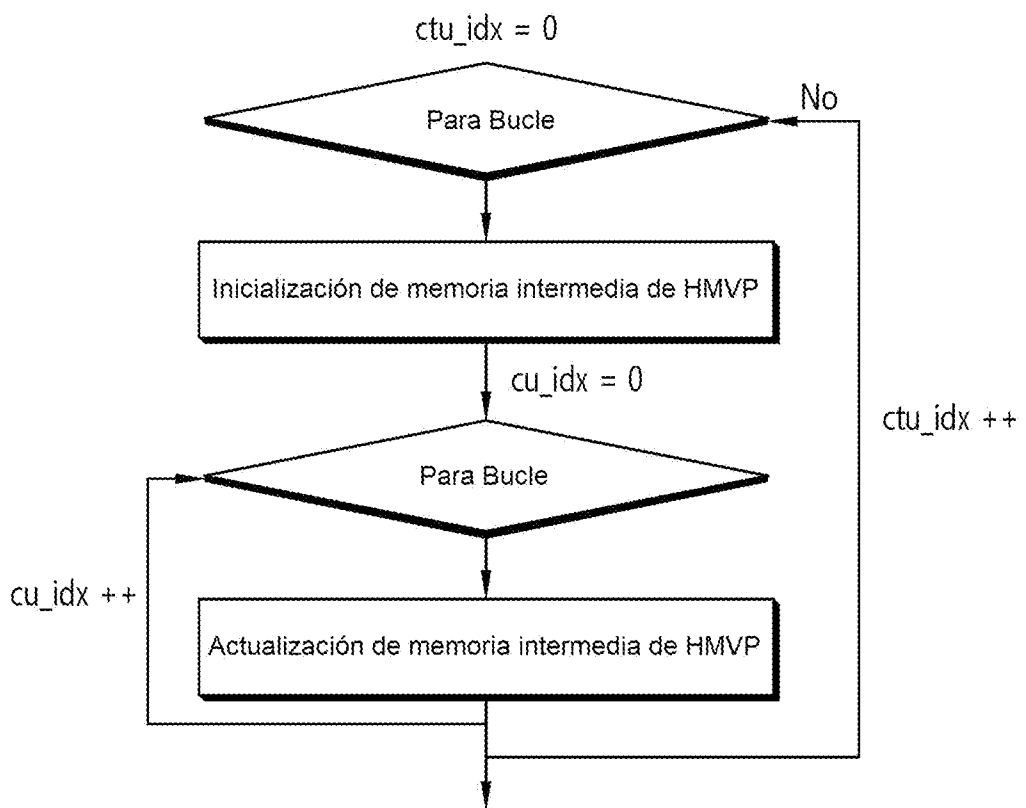 ctu_idx = 0
Para Bucle
No
Inicialización de memoria intermedia de HMVP
cu_idx = 0
ctu_idx ++
Para Bucle
cu_idx ++
Actualización de memoria intermedia de HMVP